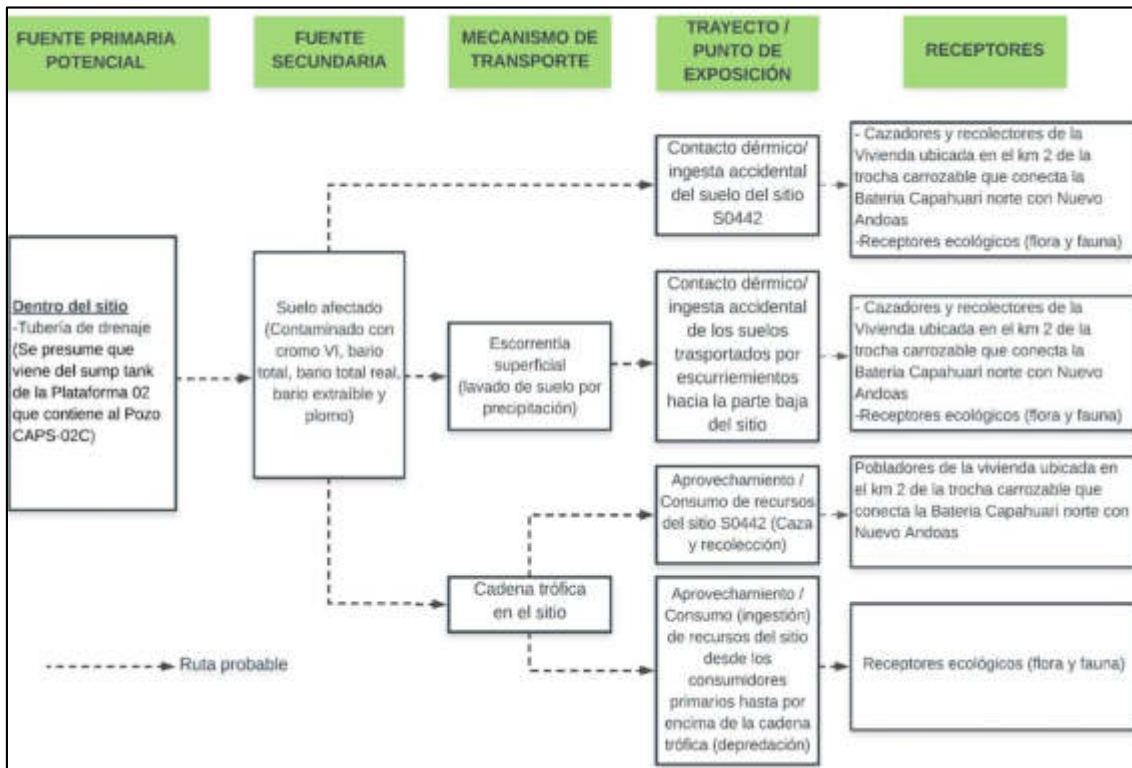 FUENTE PRIMARIA
POTENCIAL
FUENTE
SECUNDARIA
MECANISMO DE
TRANSPORTE
TRAYECTO /
PUNTO DE
EXPOSICIÓN
RECEPTORES
Dentro del sitio
-Tubería de drenaje
(Se presume que
viene del sump tank
de la Plataforma 02
que contiene al Pozo
CAPS-02C)
Suelo afectado
(Contaminado con
cromo VI, bario
total, bario total real,
bario extraíble y
plomo)
Escorrentía
superficial
(lavado de suelo por
precipitación)
Cadena trófica
en el sitio
Contacto dérmico/
ingesta accidental
del suelo del sitio
S0442
- Cazadores y recolectores de la
Vivienda ubicada en el km 2 de la
trocha carrozable que conecta la
Bateria Capahuari norte con Nuevo
Andoas
-Receptores ecológicos (flora y fauna)
Contacto dérmico/
ingesta accidental
de los suelos
trasportados por
escurriemientos
hacia la parte baja
del sitio
- Cazadores y recolectores de la
Vivienda ubicada en el km 2 de la
trocha carrozable que conecta la
Bateria Capahuari norte con Nuevo
Andoas
-Receptores ecológicos (flora y fauna)
Aprovechamiento /
Consumo de recursos
del sitio S0442 (Caza
y recolección)
Pobladores de la vivienda ubicada en
el km 2 de la trocha carrozable que
conecta la Bateria Capahuari norte con
Nuevo Andoas
Aprovechamiento /
Consumo (ingestión)
de recursos del sitio
desde los
consumidores
primarios hasta por
encima de la cadena
trófica (depredación)
Receptores ecológicos (flora y fauna)
Ruta probable